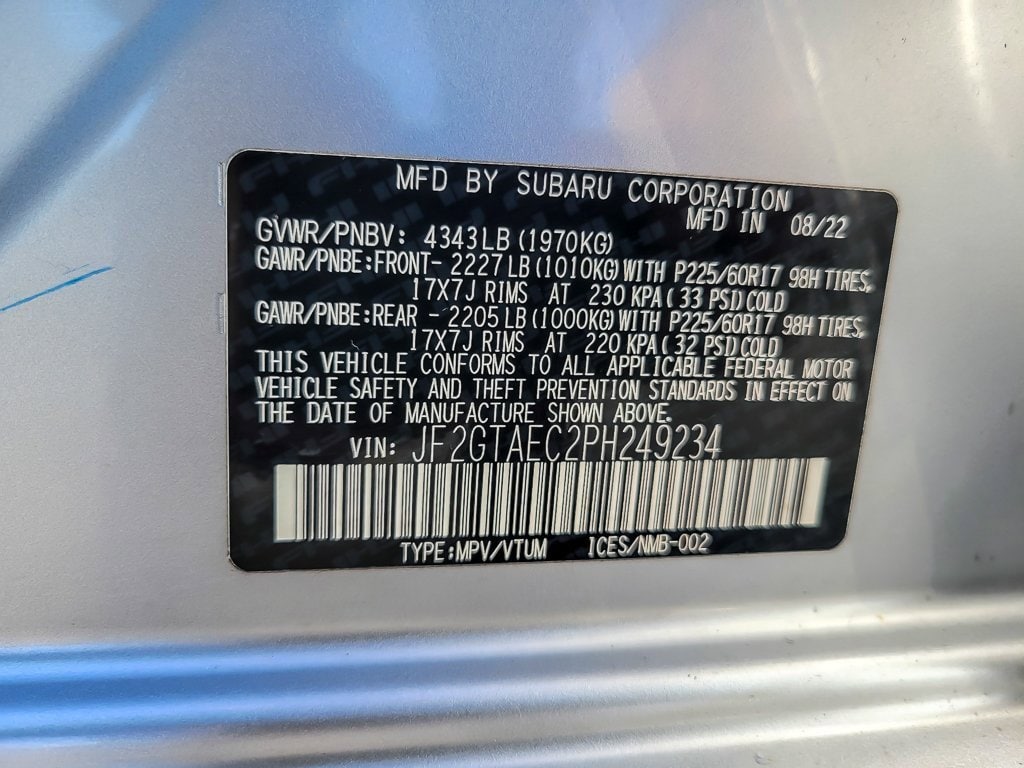 MFD BY SUBARU CORPORATION
MFD IN 08/22
GVWR/PNBV: 4343LB (1970KG)
GAWR/PNBE:FRONT- 2227LB (1010KG) WITH P225/60R17 98H TIRES,
17X7J RIMS AT 230 KPA ( 33 PSI) COLD
GAWR/PNBE:REAR - 2205LB (1000KG) WITH P225/60R17 98H TIRES,
17X7J RIMS AT 220 KPA ( 32 PSI) COLD
THIS VEHICLE CONFORMS TO ALL APPLICABLE FEDERAL MOTOR
VEHICLE SAFETY AND THEFT PREVENTION STANDARDS IN EFFECT ON
THE DATE OF MANUFACTURE SHOWN ABOVE.
VIN: JF2GTAEC2PH249234
TYPE:MPV/VTUM ICES/NMB-002